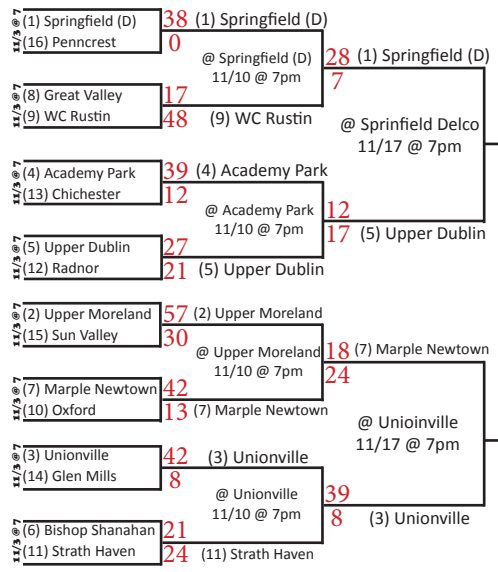 11/3 @ 7
(1) Springfield (D) 38
(16) Penncrest 0
11/3 @ 7
(8) Great Valley 17
(9) WC Rustin 48
11/3 @ 7
(4) Academy Park 39
(13) Chichester 12
11/3 @ 7
(5) Upper Dublin 27
(12) Radnor 21
11/3 @ 7
(2) Upper Moreland 57
(15) Sun Valley 30
11/3 @ 7
(7) Marple Newtown 42
(10) Oxford 13
11/3 @ 7
(3) Unionville 42
(14) Glen Mills 8
11/3 @ 7
(6) Bishop Shanahan 21
(11) Strath Haven 24
(1) Springfield (D) 28
@ Springfield (D)
11/10 @ 7pm
(9) WC Rustin 7
(4) Academy Park 12
@ Academy Park
11/10 @ 7pm
(5) Upper Dublin 17
(2) Upper Moreland 18
@ Upper Moreland
11/10 @ 7pm
(7) Marple Newtown 24
(3) Unionville 39
@ Unionville
11/10 @ 7pm
(11) Strath Haven 8
(1) Springfield (D)
@ Sprinfield Delco
11/17 @ 7pm
(5) Upper Dublin
(7) Marple Newtown
@ Unioinville
11/17 @ 7pm
(3) Unionville